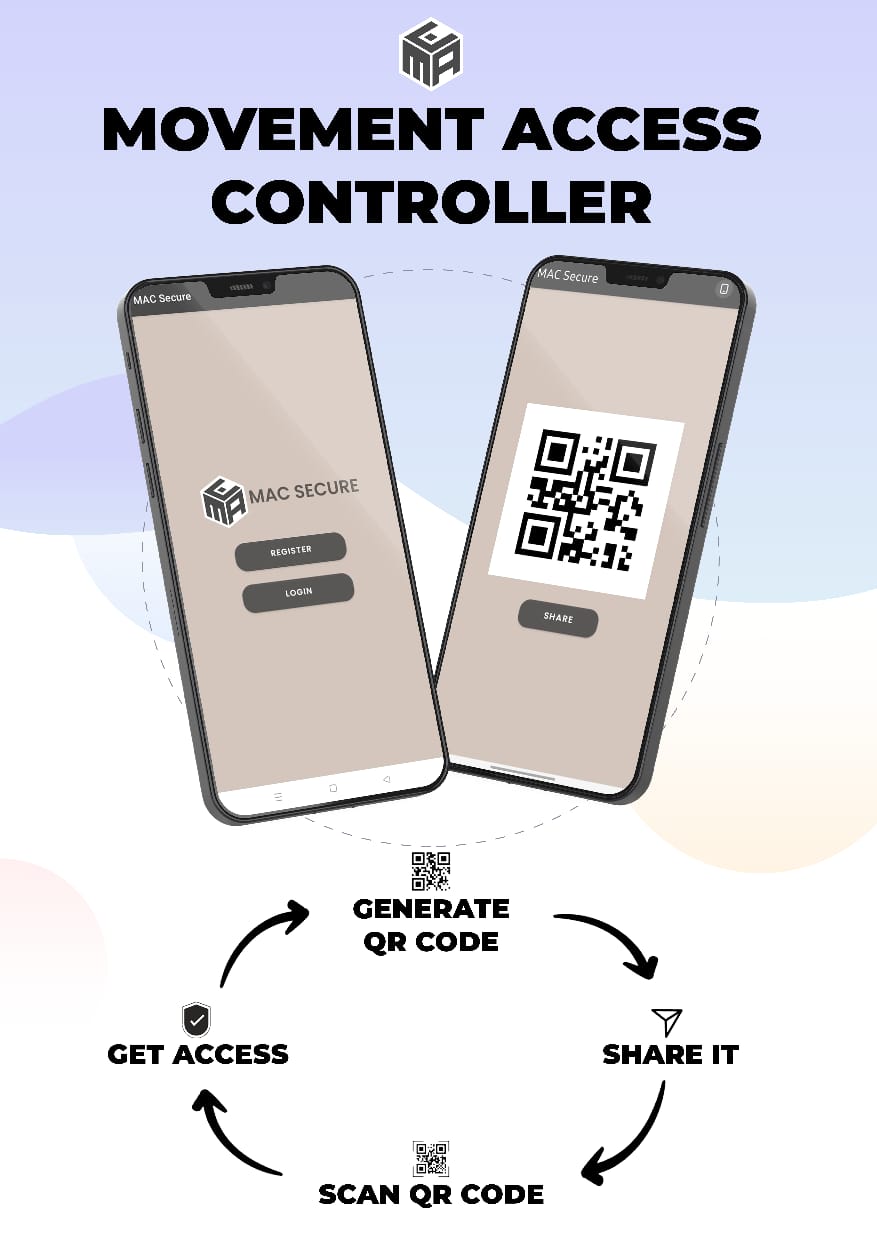 MOVEMENT ACCESS
CONTROLLER
MAC Secure
MAC SECURE
REGISTER
LOGIN
MAC Secure
SHARE
GENERATE
QR CODE
SHARE IT
SCAN QR CODE
GET ACCESS